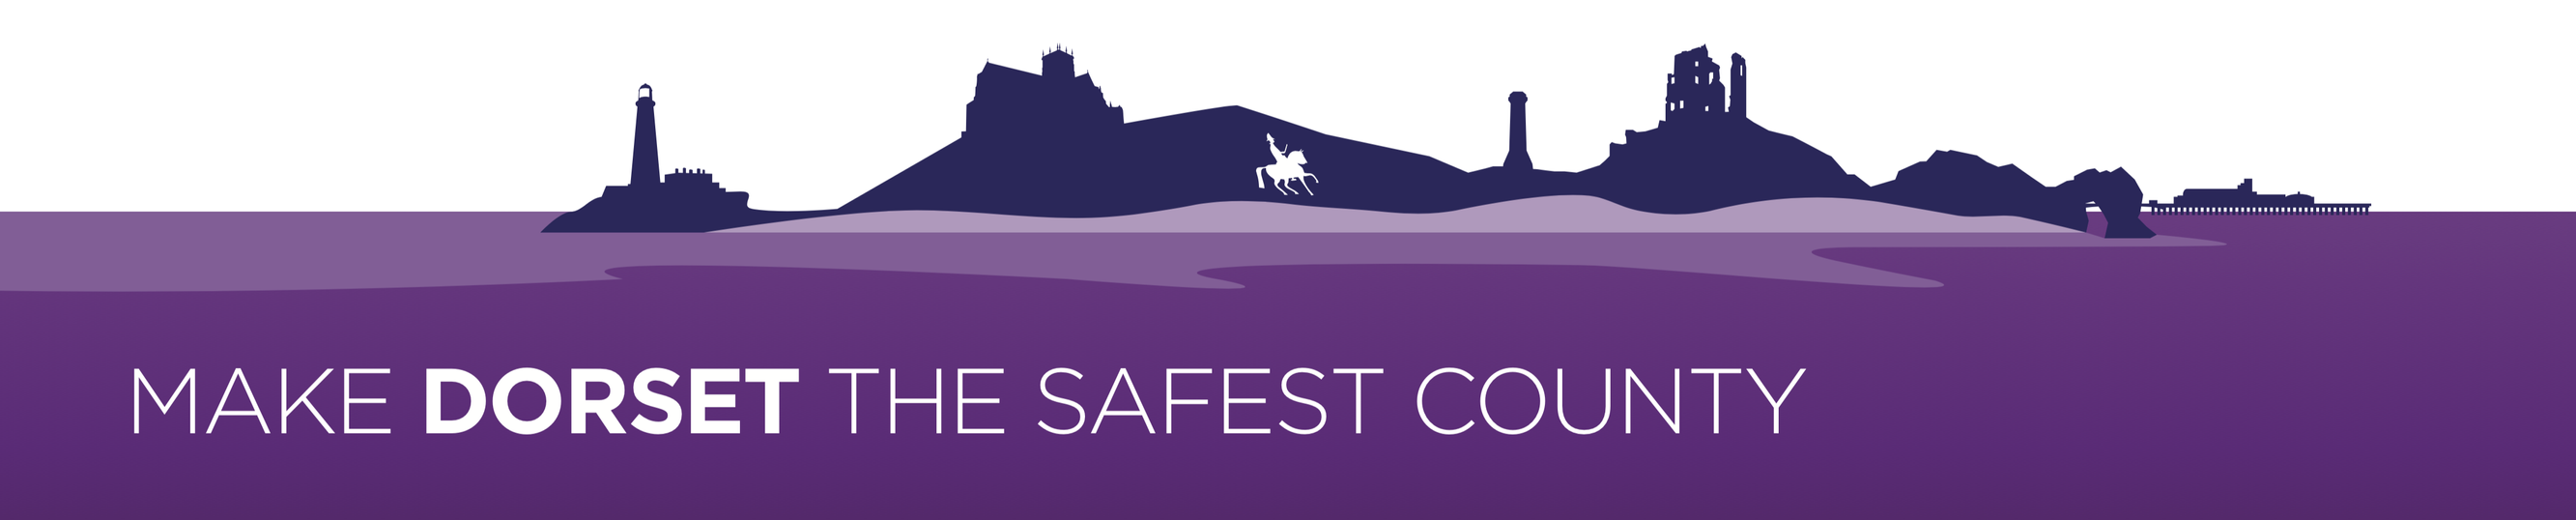 MAKE DORSET THE SAFEST COUNTY